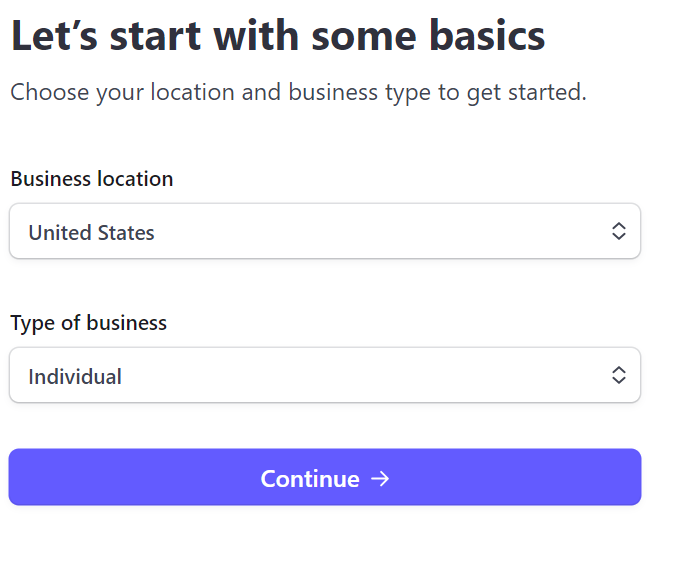 Let’s start with some basics
Choose your location and business type to get started.
Business location
United States
Type of business
Individual
Continue →